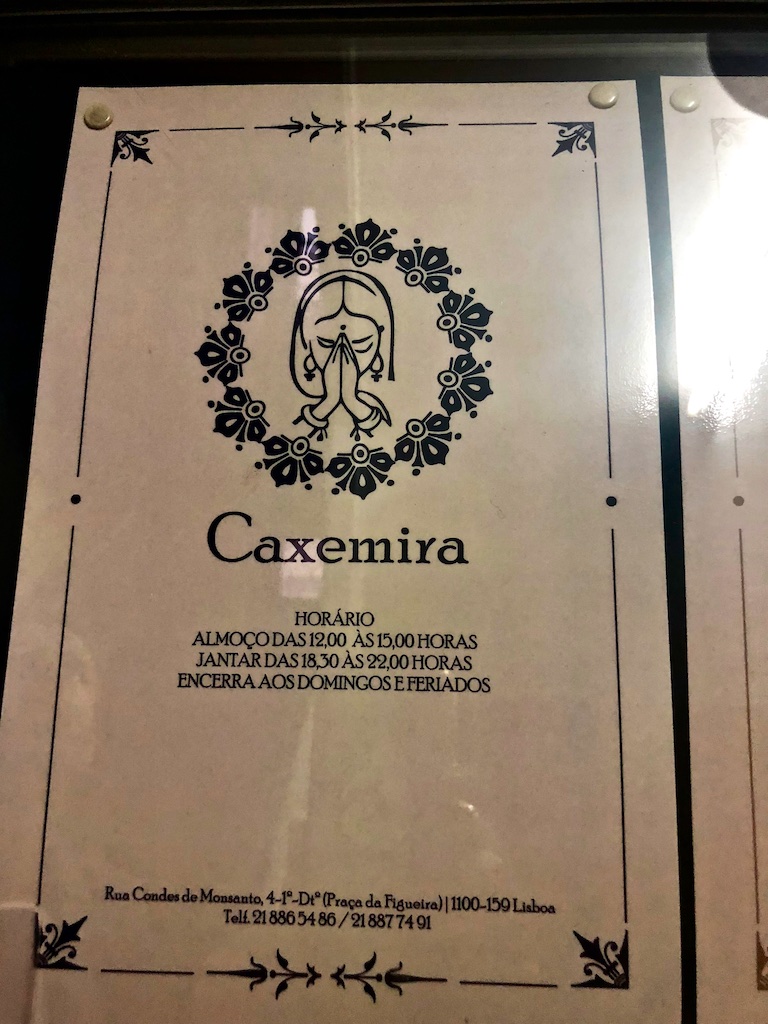 Caxemira
HORÁRIO
ALMOÇO DAS 12,00 ÀS 15,00 HORAS
JANTAR DAS 18,30 ÀS 22,00 HORAS
ENCERRA AOS DOMINGOS E FERIADOS
Rua Condes de Monsanto, 4-1º-Dtº (Praça da Figueira) | 1100-159 Lisboa
Telf. 21 886 54 86 / 21 887 74 91